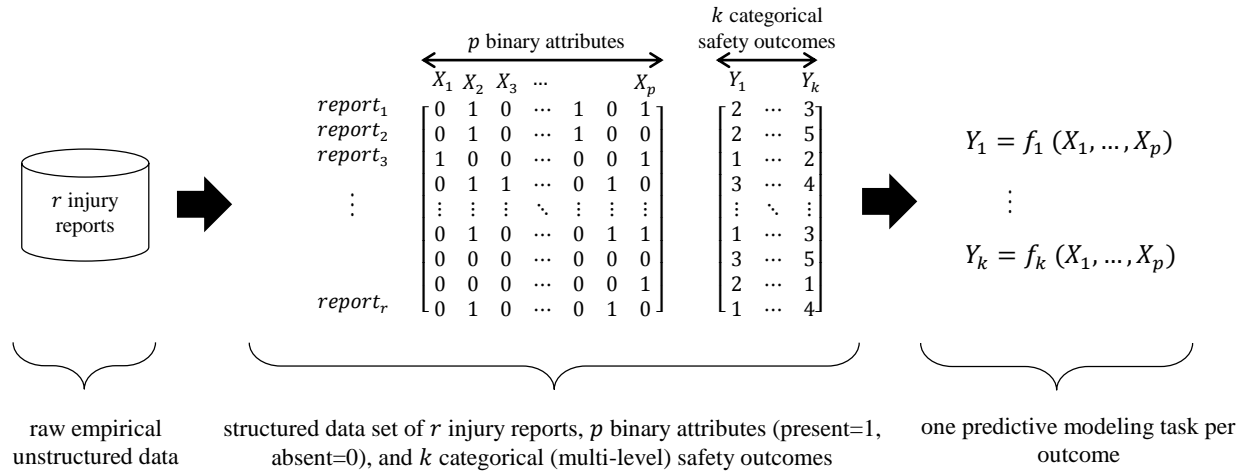 k categorical
safety outcomes
p binary attributes
X₁ X₂ X₃ ⋯ Xₚ Y₁ Yₖ
report₁ 0 1 0 ⋯ 1 0 1 2 ⋯ 3
report₂ 0 1 0 ⋯ 1 0 0 2 ⋯ 5
report₃ 1 0 0 ⋯ 0 0 1 1 ⋯ 2
0 1 1 ⋯ 0 1 0 3 ⋯ 4
⋮ ⋮ ⋮ ⋮ ⋱ ⋮ ⋮ ⋮ ⋮ ⋱ ⋮
0 1 0 ⋯ 0 1 1 1 ⋯ 3
0 0 0 ⋯ 0 0 0 3 ⋯ 5
0 0 0 ⋯ 0 0 1 2 ⋯ 1
reportᵣ 0 1 0 ⋯ 0 1 0 1 ⋯ 4
r injury
reports
Y₁ = f₁ (X₁, …, Xₚ)
⋮
Yₖ = fₖ (X₁, …, Xₚ)
raw empirical
unstructured data
structured data set of r injury reports, p binary attributes (present=1,
absent=0), and k categorical (multi-level) safety outcomes
one predictive modeling task per
outcome